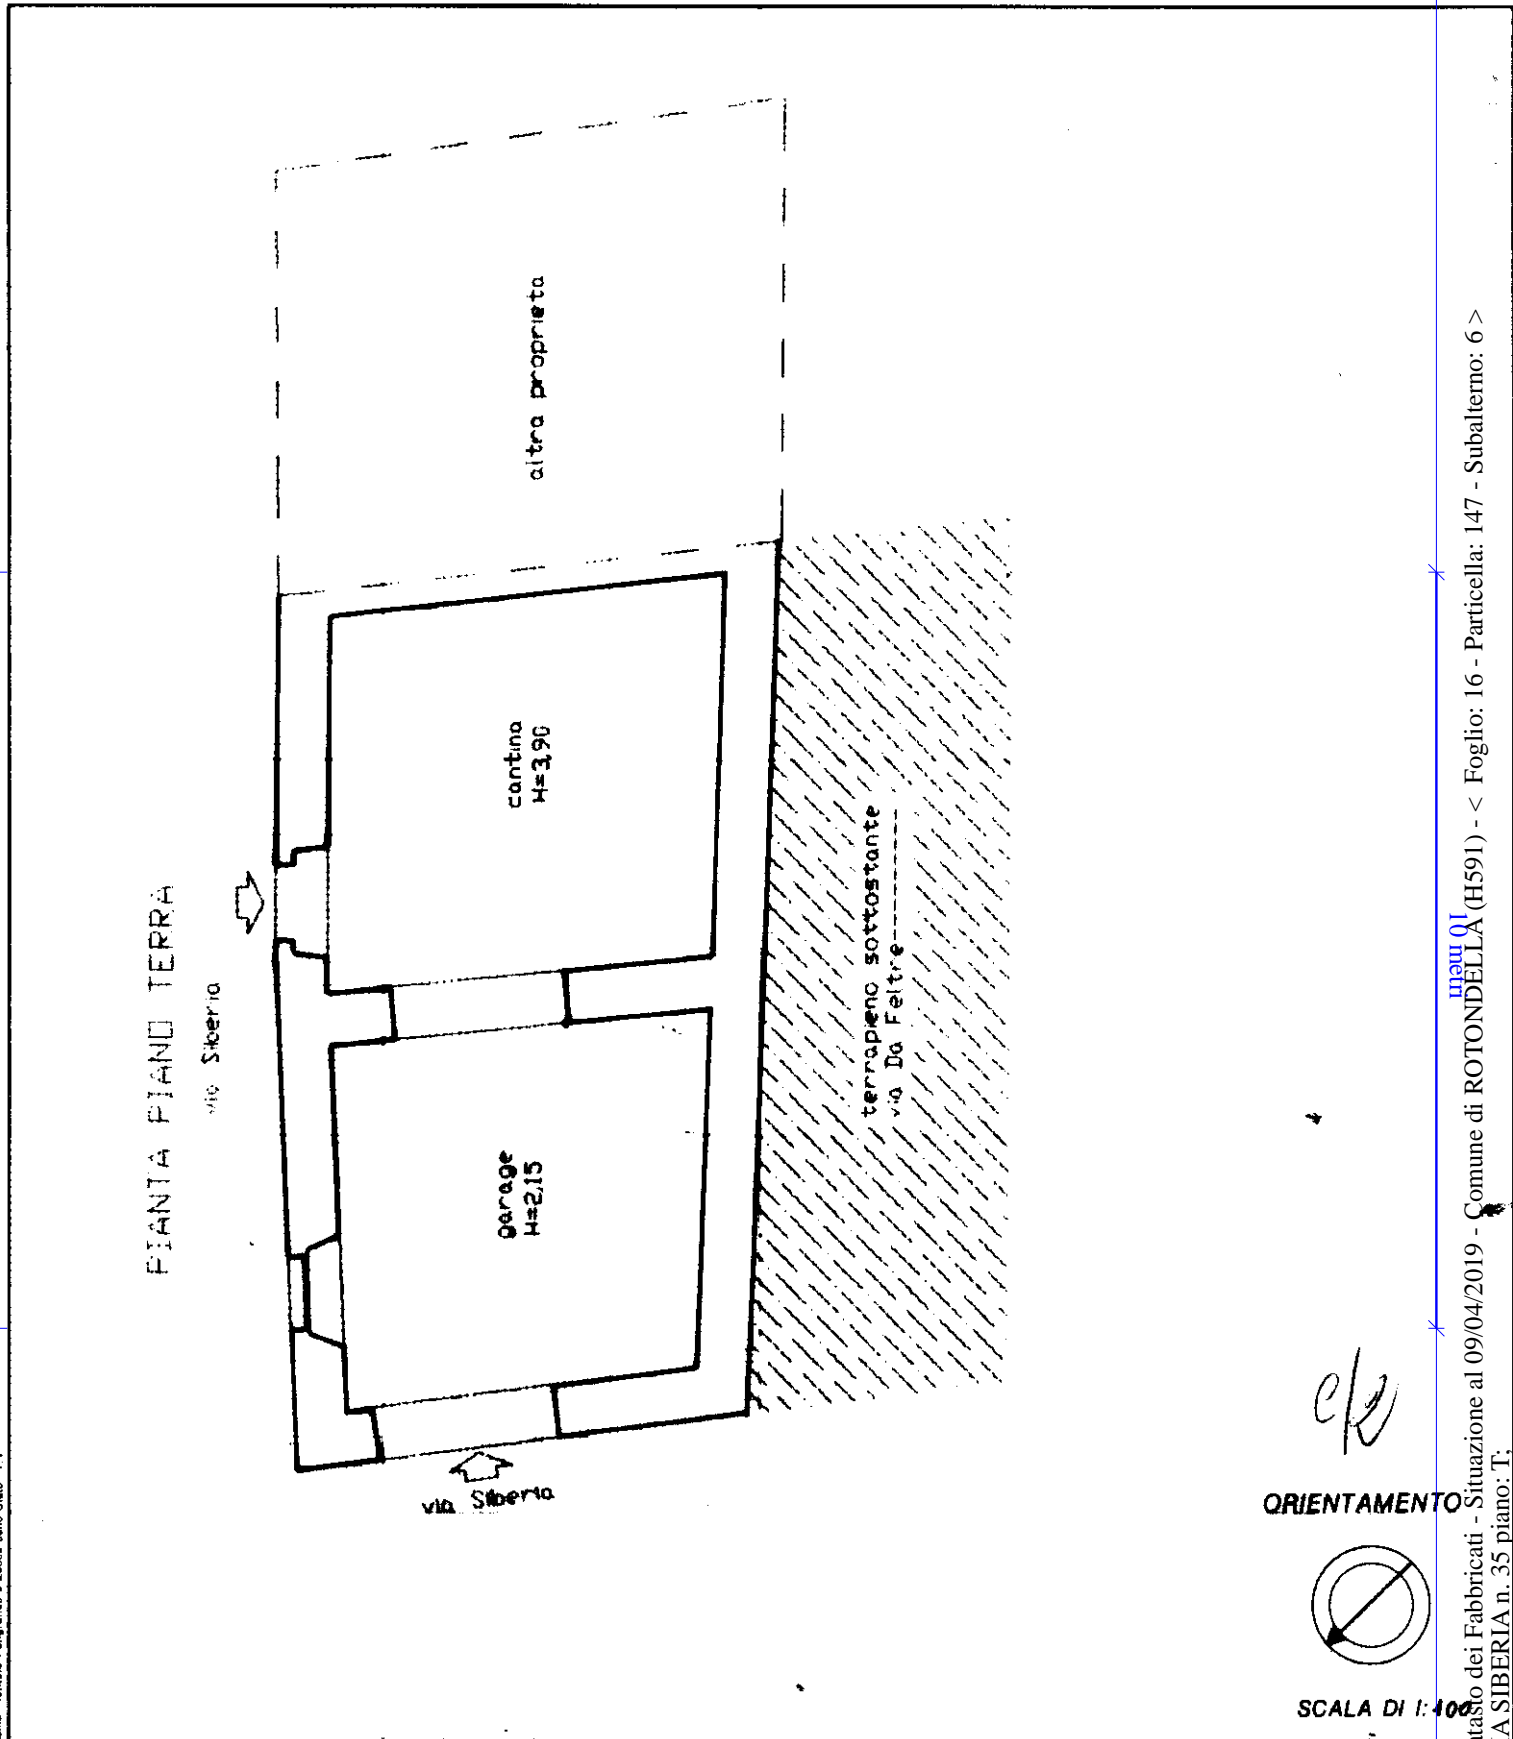 PIANTA PIANO TERRA
via Siberia
altra proprieta
cantina
H=3,90
garage
H=2,15
terrapieno sottostante
via Da Feltre
via Siberia
C/2
ORIENTAMENTO
SCALA DI 1:100
10 metri
dei Fabbricati - Situazione al 09/04/2019 - Comune di ROTONDELLA (H591) - < Foglio: 16 - Particella: 147 - Subalterno: 6 >
SIBERIA n. 35 piano: T;